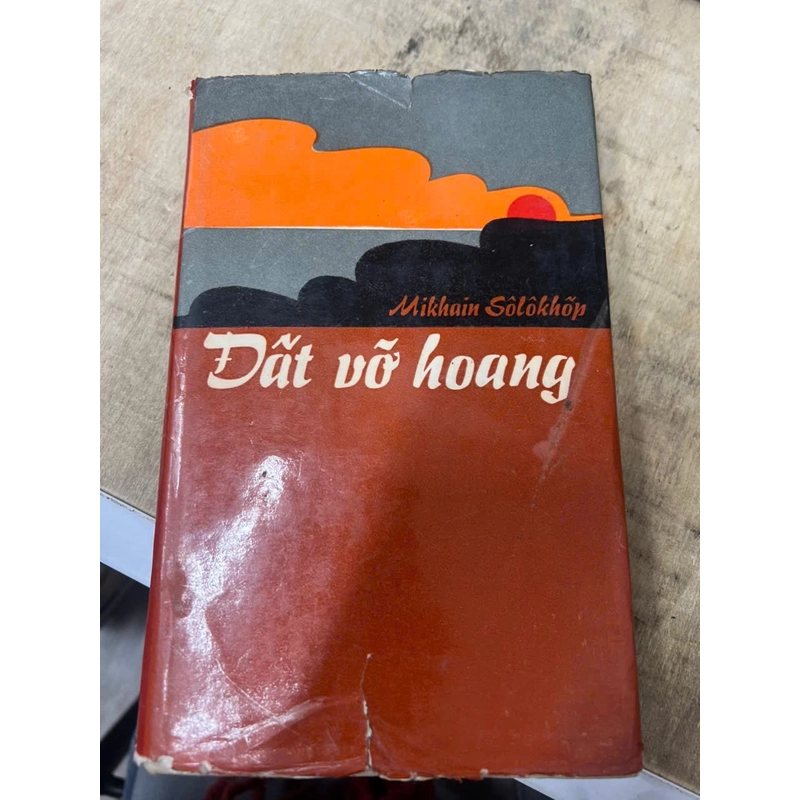 Mikhain Sôlôkhốp
Đất vỡ hoang